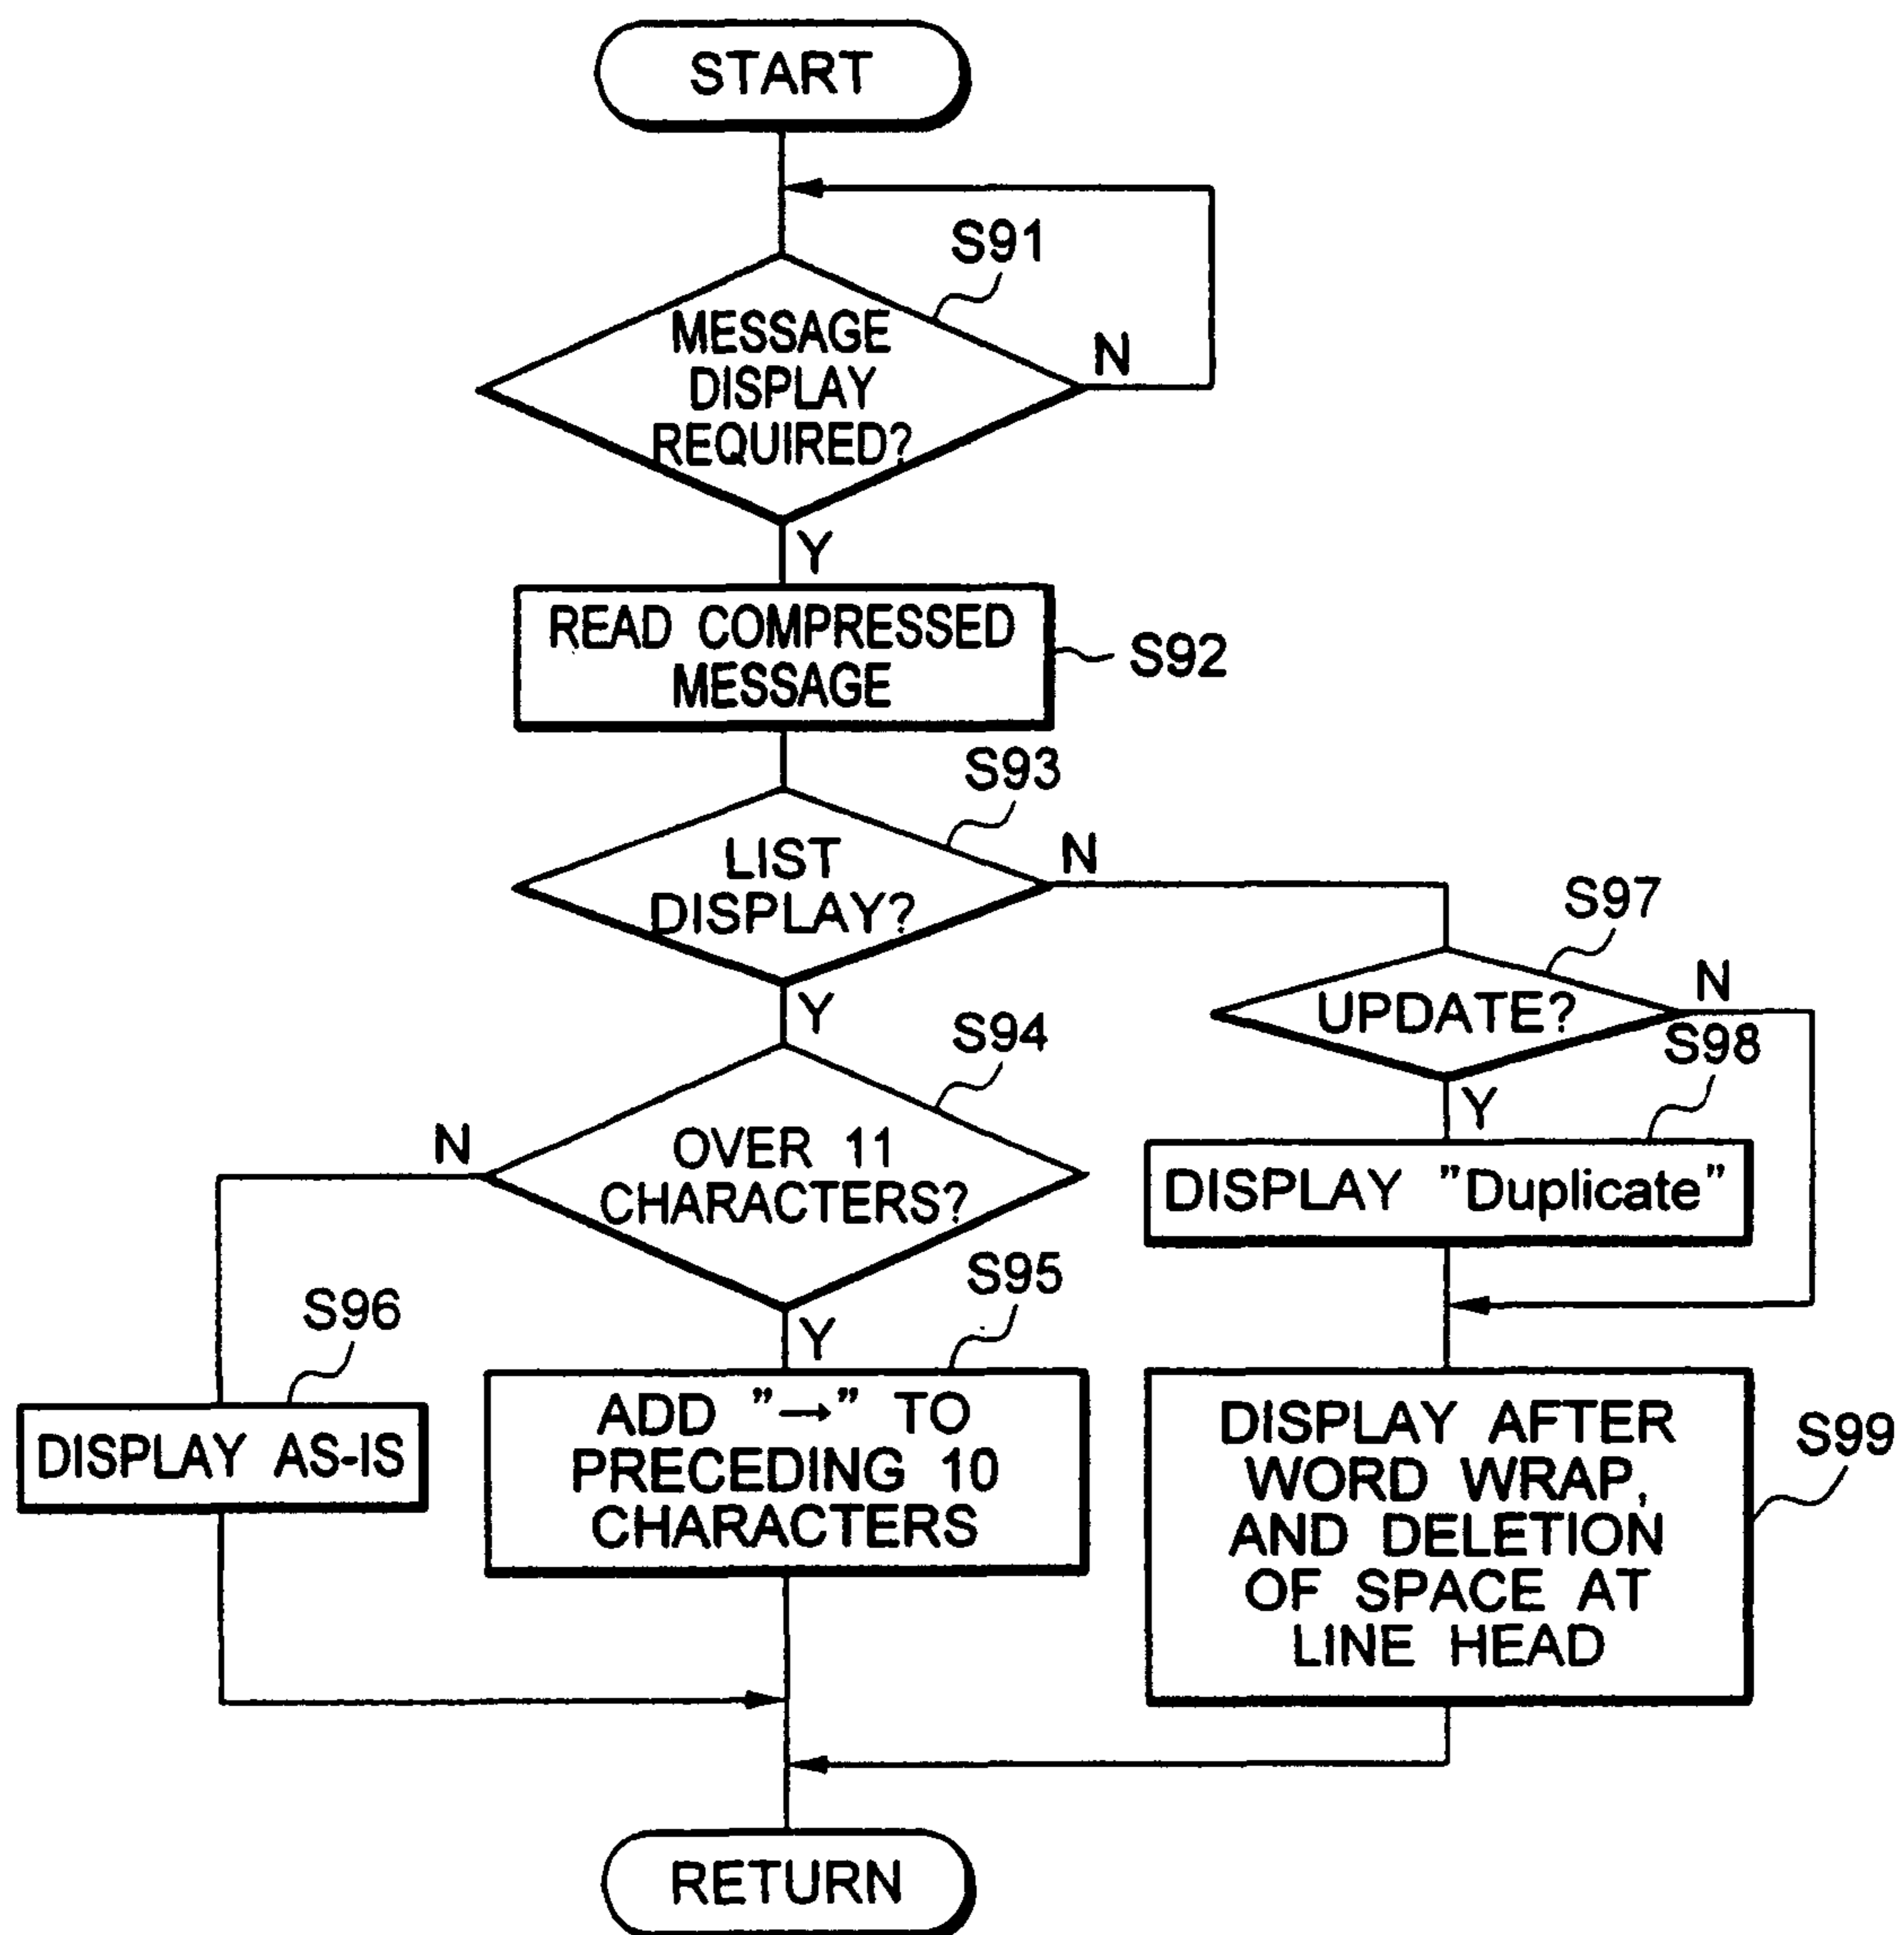 START
S91
MESSAGE
DISPLAY
REQUIRED?
N
Y
READ COMPRESSED
MESSAGE
S92
S93
LIST
DISPLAY?
N
Y
S97
UPDATE?
N
S98
Y
DISPLAY "Duplicate"
S94
OVER 11
CHARACTERS?
N
Y
S95
S96
DISPLAY AS-IS
ADD "→" TO
PRECEDING 10
CHARACTERS
DISPLAY AFTER
WORD WRAP,
AND DELETION
OF SPACE AT
LINE HEAD
S99
RETURN